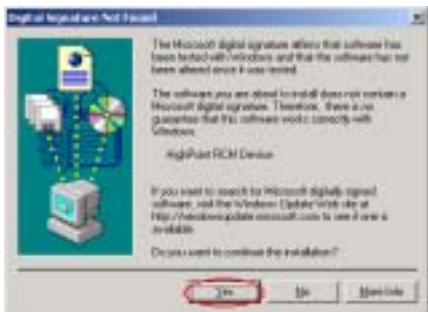 Digital Signature Not Found
The Microsoft digital signature affirms that software has
been tested with Windows and that the software has not
been altered since it was tested.
The software you are about to install does not contain a
Microsoft digital signature. Therefore, there is no
guarantee that this software works correctly with
Windows.
HighPoint RCM Device
If you want to search for Microsoft digitally signed
software, visit the Windows Update Web site at
http://windowsupdate.microsoft.com to see if one is
available.
Do you want to continue the installation?
Yes No More Info